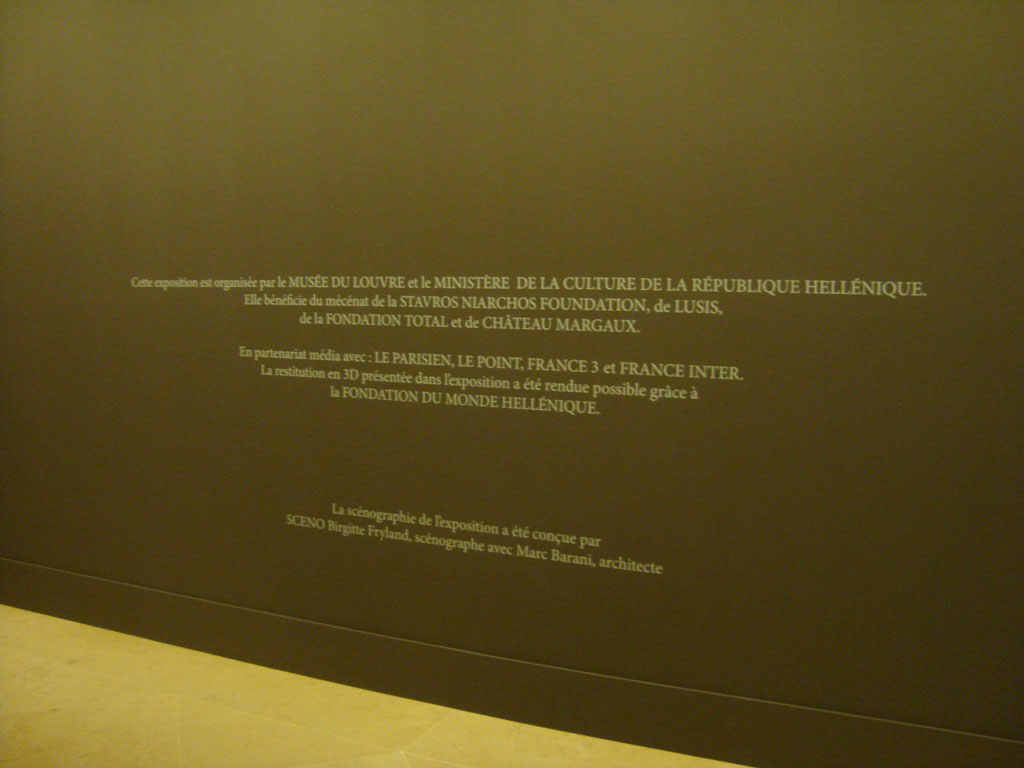 Cette exposition est organisée par le MUSÉE DU LOUVRE et le MINISTÈRE DE LA CULTURE DE LA RÉPUBLIQUE HELLÉNIQUE.
Elle bénéficie du mécénat de la STAVROS NIARCHOS FOUNDATION, de LUSIS,
de la FONDATION TOTAL et de CHÂTEAU MARGAUX.
En partenariat média avec : LE PARISIEN, LE POINT, FRANCE 3 et FRANCE INTER.
La restitution en 3D présentée dans l'exposition a été rendue possible grâce à
la FONDATION DU MONDE HELLÉNIQUE.
La scénographie de l'exposition a été conçue par
SCENO Birgitte Fryland, scénographe avec Marc Barani, architecte